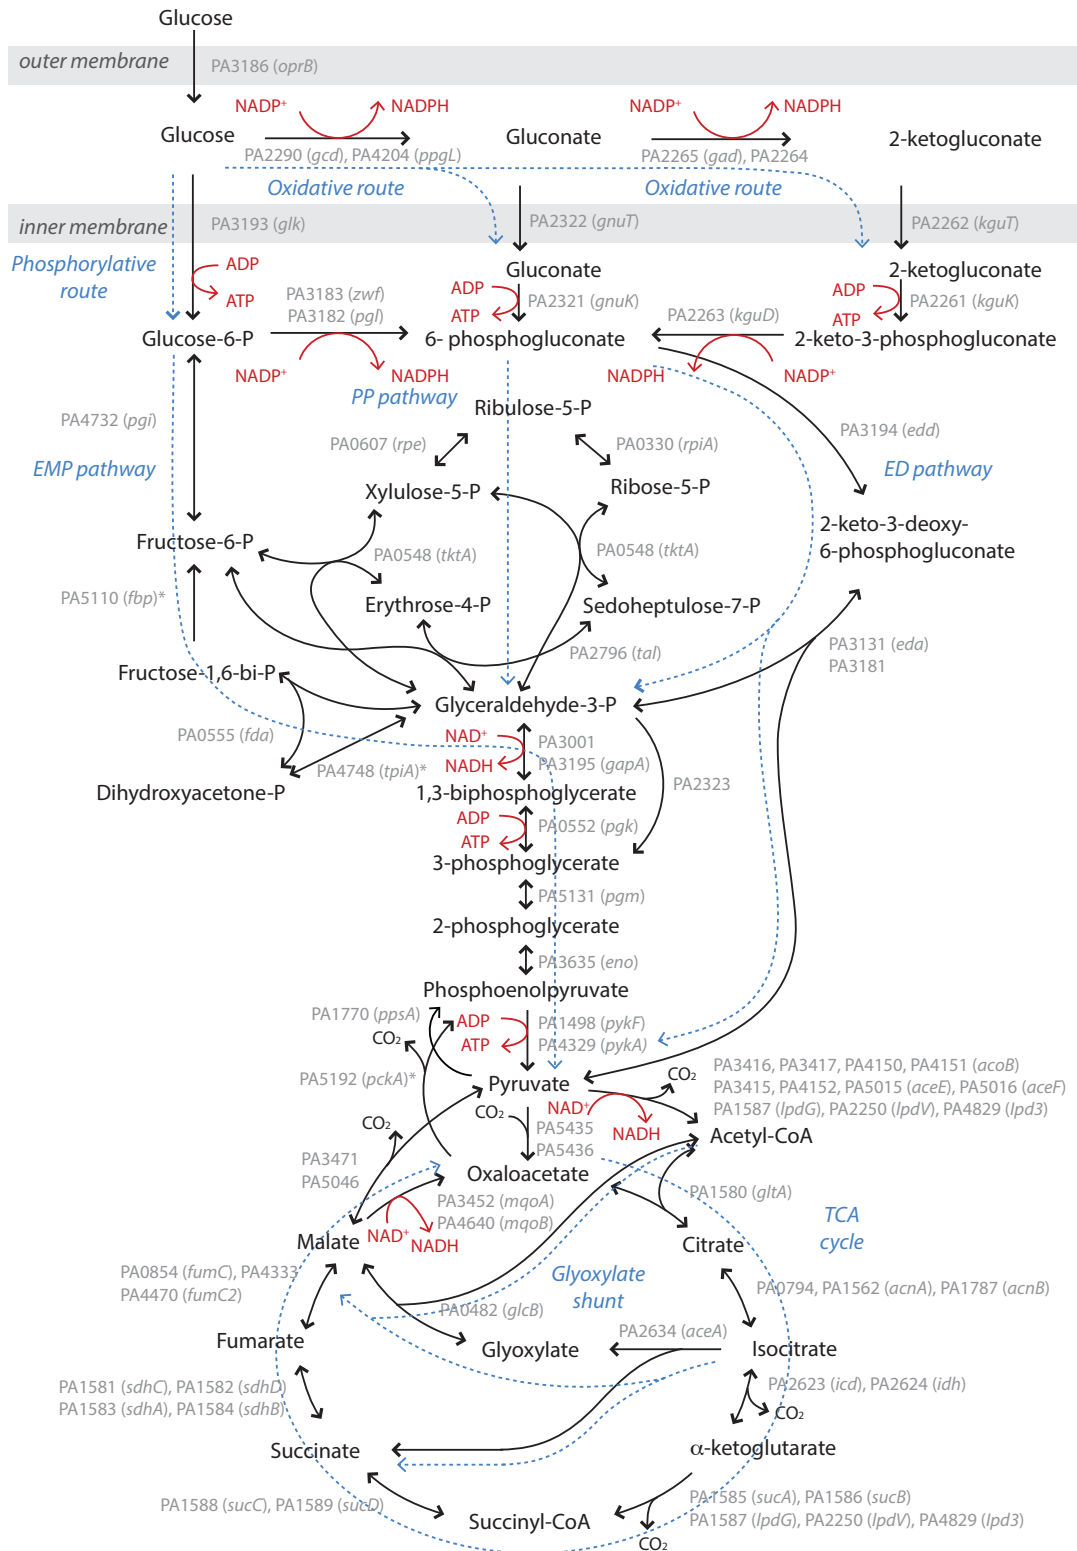 Glucose
outer membrane
PA3186 (oprB)
NADP+ NADPH NADP+ NADPH
Glucose Gluconate 2-ketogluconate
PA2290 (gcd), PA4204 (ppgL) PA2265 (gad), PA2264
Oxidative route Oxidative route
inner membrane PA3193 (glk) PA2322 (gnuT) PA2262 (kguT)
Phosphorylative
route
ADP
ATP
Gluconate 2-ketogluconate
PA3183 (zwf)
PA3182 (pgl)
ADP
ATP
PA2321 (gnuK)
ADP
ATP
PA2261 (kguK)
PA2263 (kguD)
Glucose-6-P 6- phosphogluconate 2-keto-3-phosphogluconate
NADP+ NADPH NADPH NADP+
PP pathway
Ribulose-5-P
PA4732 (pgi)
PA0607 (rpe) PA0330 (rpiA) PA3194 (edd)
EMP pathway ED pathway
Xylulose-5-P Ribose-5-P
2-keto-3-deoxy-
6-phosphogluconate
Fructose-6-P
PA0548 (tktA) PA0548 (tktA)
PA5110 (fbp)*
Erythrose-4-P Sedoheptulose-7-P
PA2796 (tal)
PA3131 (eda)
PA3181
Fructose-1,6-bi-P
Glyceraldehyde-3-P
PA0555 (fda)
NAD+
NADH
PA3001
PA3195 (gapA)
PA4748 (tpiA)*
PA2323
Dihydroxyacetone-P 1,3-biphosphoglycerate
ADP
ATP
PA0552 (pgk)
3-phosphoglycerate
PA5131 (pgm)
2-phosphoglycerate
PA3635 (eno)
Phosphoenolpyruvate
PA1770 (ppsA)
ADP
ATP
PA1498 (pykF)
PA4329 (pykA)
CO2
PA5192 (pckA)*
Pyruvate
CO2
PA3416, PA3417, PA4150, PA4151 (acoB)
PA3415, PA4152, PA5015 (aceE), PA5016 (aceF)
PA1587 (lpdG), PA2250 (lpdV), PA4829 (lpd3)
CO2
NAD+
NADH
PA5435
PA5436
CO2
Acetyl-CoA
PA3471
PA5046
Oxaloacetate
PA3452 (mqoA)
PA4640 (mqoB)
PA1580 (gltA)
NAD+
NADH
TCA
cycle
Malate Citrate
PA0854 (fumC), PA4333
PA4470 (fumC2)
Glyoxylate
shunt
PA0794, PA1562 (acnA), PA1787 (acnB)
PA0482 (glcB)
PA2634 (aceA)
Fumarate Glyoxylate Isocitrate
PA1581 (sdhC), PA1582 (sdhD)
PA1583 (sdhA), PA1584 (sdhB)
PA2623 (icd), PA2624 (idh)
CO2
Succinate α-ketoglutarate
PA1588 (sucC), PA1589 (sucD)
PA1585 (sucA), PA1586 (sucB)
PA1587 (lpdG), PA2250 (lpdV), PA4829 (lpd3)
Succinyl-CoA
CO2